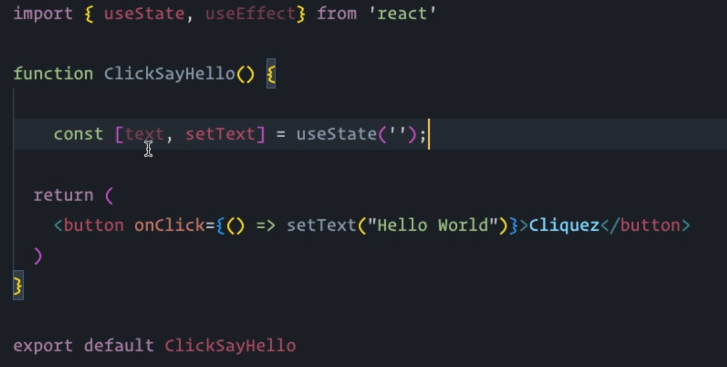 import { useState, useEffect} from 'react'
function ClickSayHello() {
const [text, setText] = useState('');
return (
<button onClick={() => setText("Hello World")}>Cliquez</button>
)
}
export default ClickSayHello